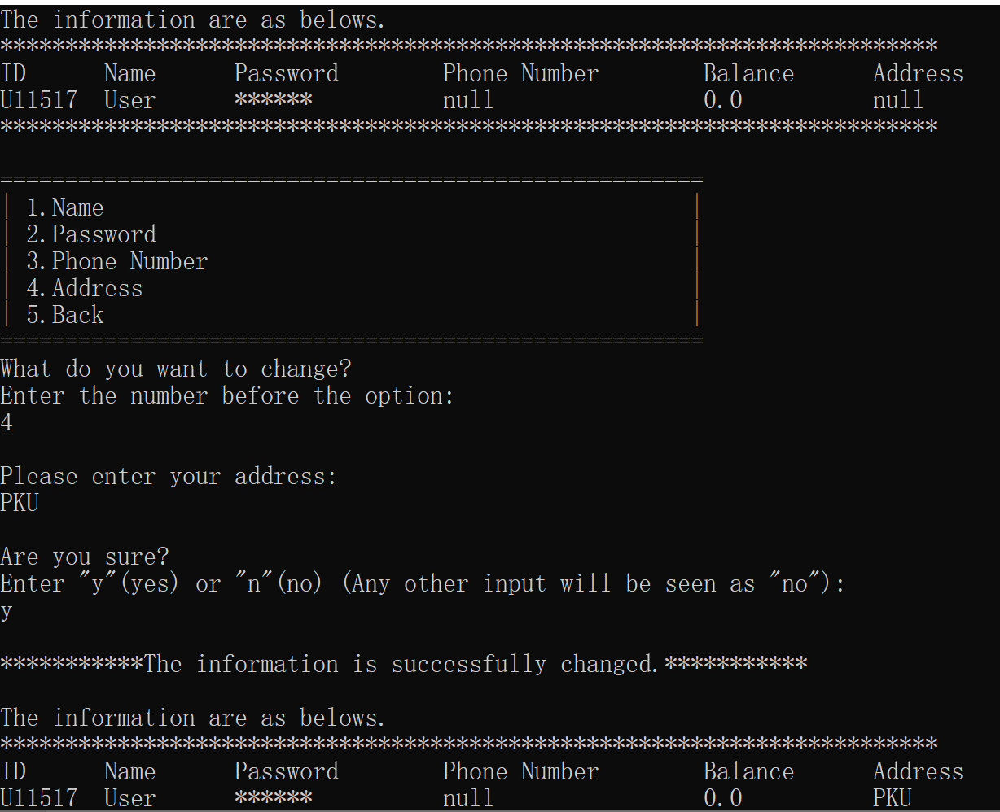 The information are as belows.
************************************************************************
ID      Name      Password        Phone Number        Balance      Address
U11517  User      ******          null                0.0          null
************************************************************************
======================================================
| 1.Name                                             |
| 2.Password                                         |
| 3.Phone Number                                     |
| 4.Address                                          |
| 5.Back                                             |
======================================================
What do you want to change?
Enter the number before the option:
4
Please enter your address:
PKU
Are you sure?
Enter "y"(yes) or "n"(no) (Any other input will be seen as "no"):
y
***********The information is successfully changed.***********
The information are as belows.
************************************************************************
ID      Name      Password        Phone Number        Balance      Address
U11517  User      ******          null                0.0          PKU